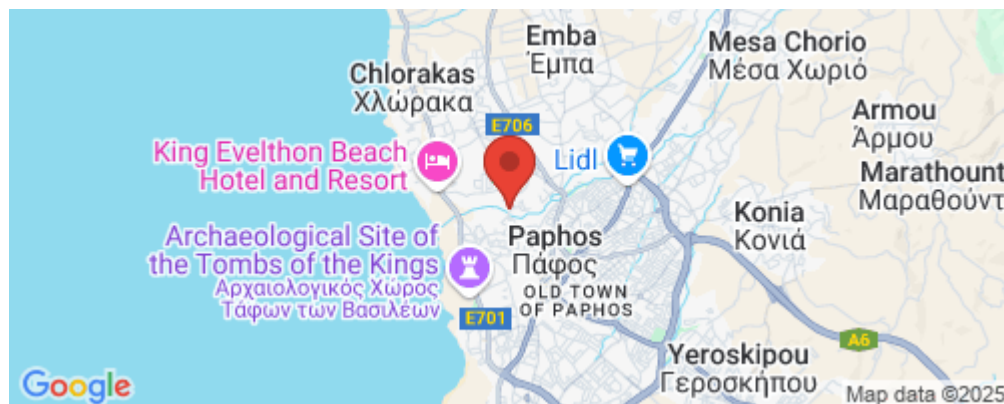 Emba
Έμπα
Mesa Chorio
Μέσα Χωριό
Chlorakas
Χλώρακα
Armou
Άρμου
E706
King Evelthon Beach
Hotel and Resort
Lidl
Marathount
Μαραθούντ
Konia
Κονιά
Paphos
Πάφος
OLD TOWN
OF PAPHOS
Archaeological Site of
the Tombs of the Kings
Αρχαιολογικός Χώρος
Τάφων των Βασιλέων
E701
A6
Yeroskipou
Γεροσκήπου
Google
Map data ©2025